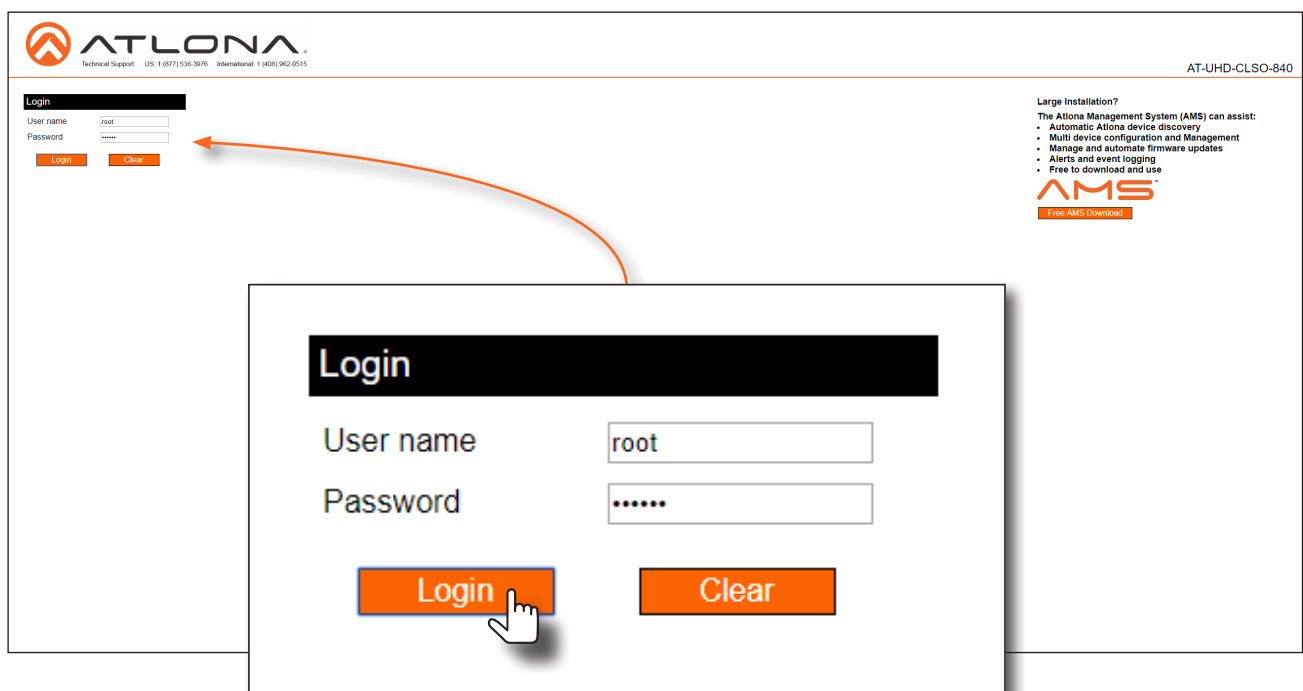 ATLONA.
Technical Support: US: 1 (877) 536-3976 International: 1 (408) 962-0515
AT-UHD-CLSO-840
Login
User name root
Password ••••••
Login Clear
Large Installation?
The Atlona Management System (AMS) can assist:
• Automatic Atlona device discovery
• Multi device configuration and Management
• Manage and automate firmware updates
• Alerts and event logging
• Free to download and use
AMS™
Free AMS Download
Login
User name root
Password ••••••
Login Clear